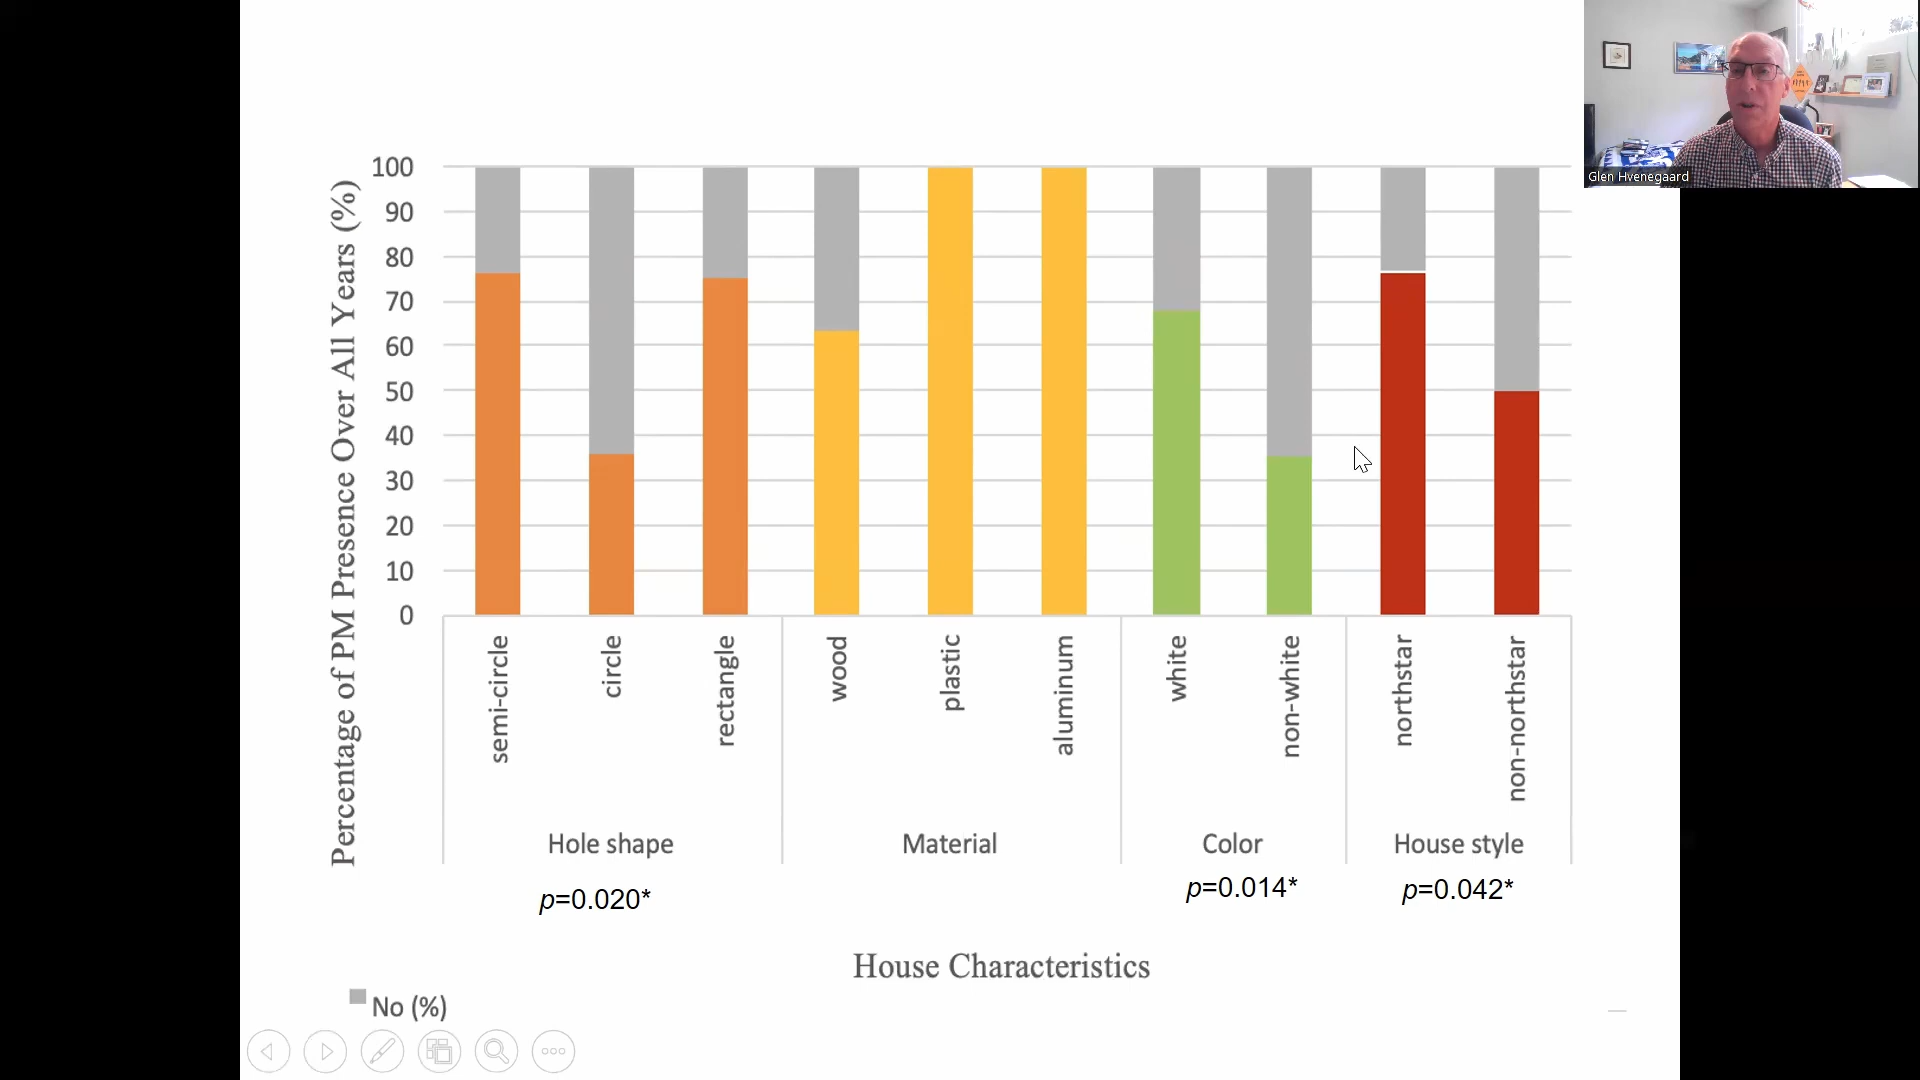 Glen Hvenegaard
Percentage of PM Presence Over All Years (%)
100
90
80
70
60
50
40
30
20
10
0
semi-circle
circle
rectangle
wood
plastic
aluminum
white
non-white
northstar
non-northstar
Hole shape
Material
Color
House style
p=0.020*
p=0.014*
p=0.042*
House Characteristics
No (%)